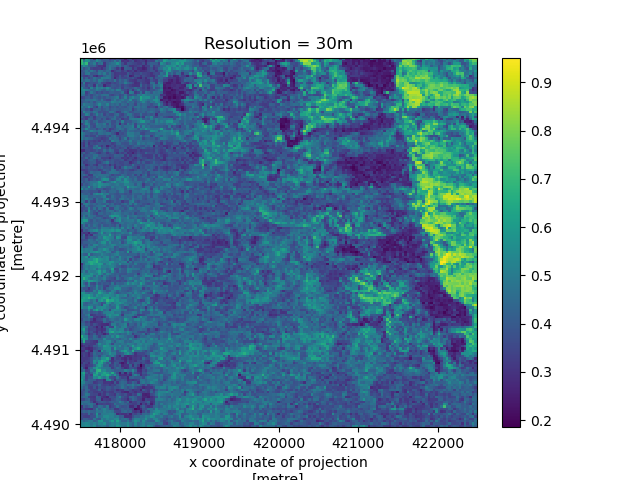 Resolution = 30m
1e6
4.494
4.493
4.492
4.491
4.490
y coordinate of projection
[metre]
418000 419000 420000 421000 422000
x coordinate of projection
[metre]
0.9
0.8
0.7
0.6
0.5
0.4
0.3
0.2